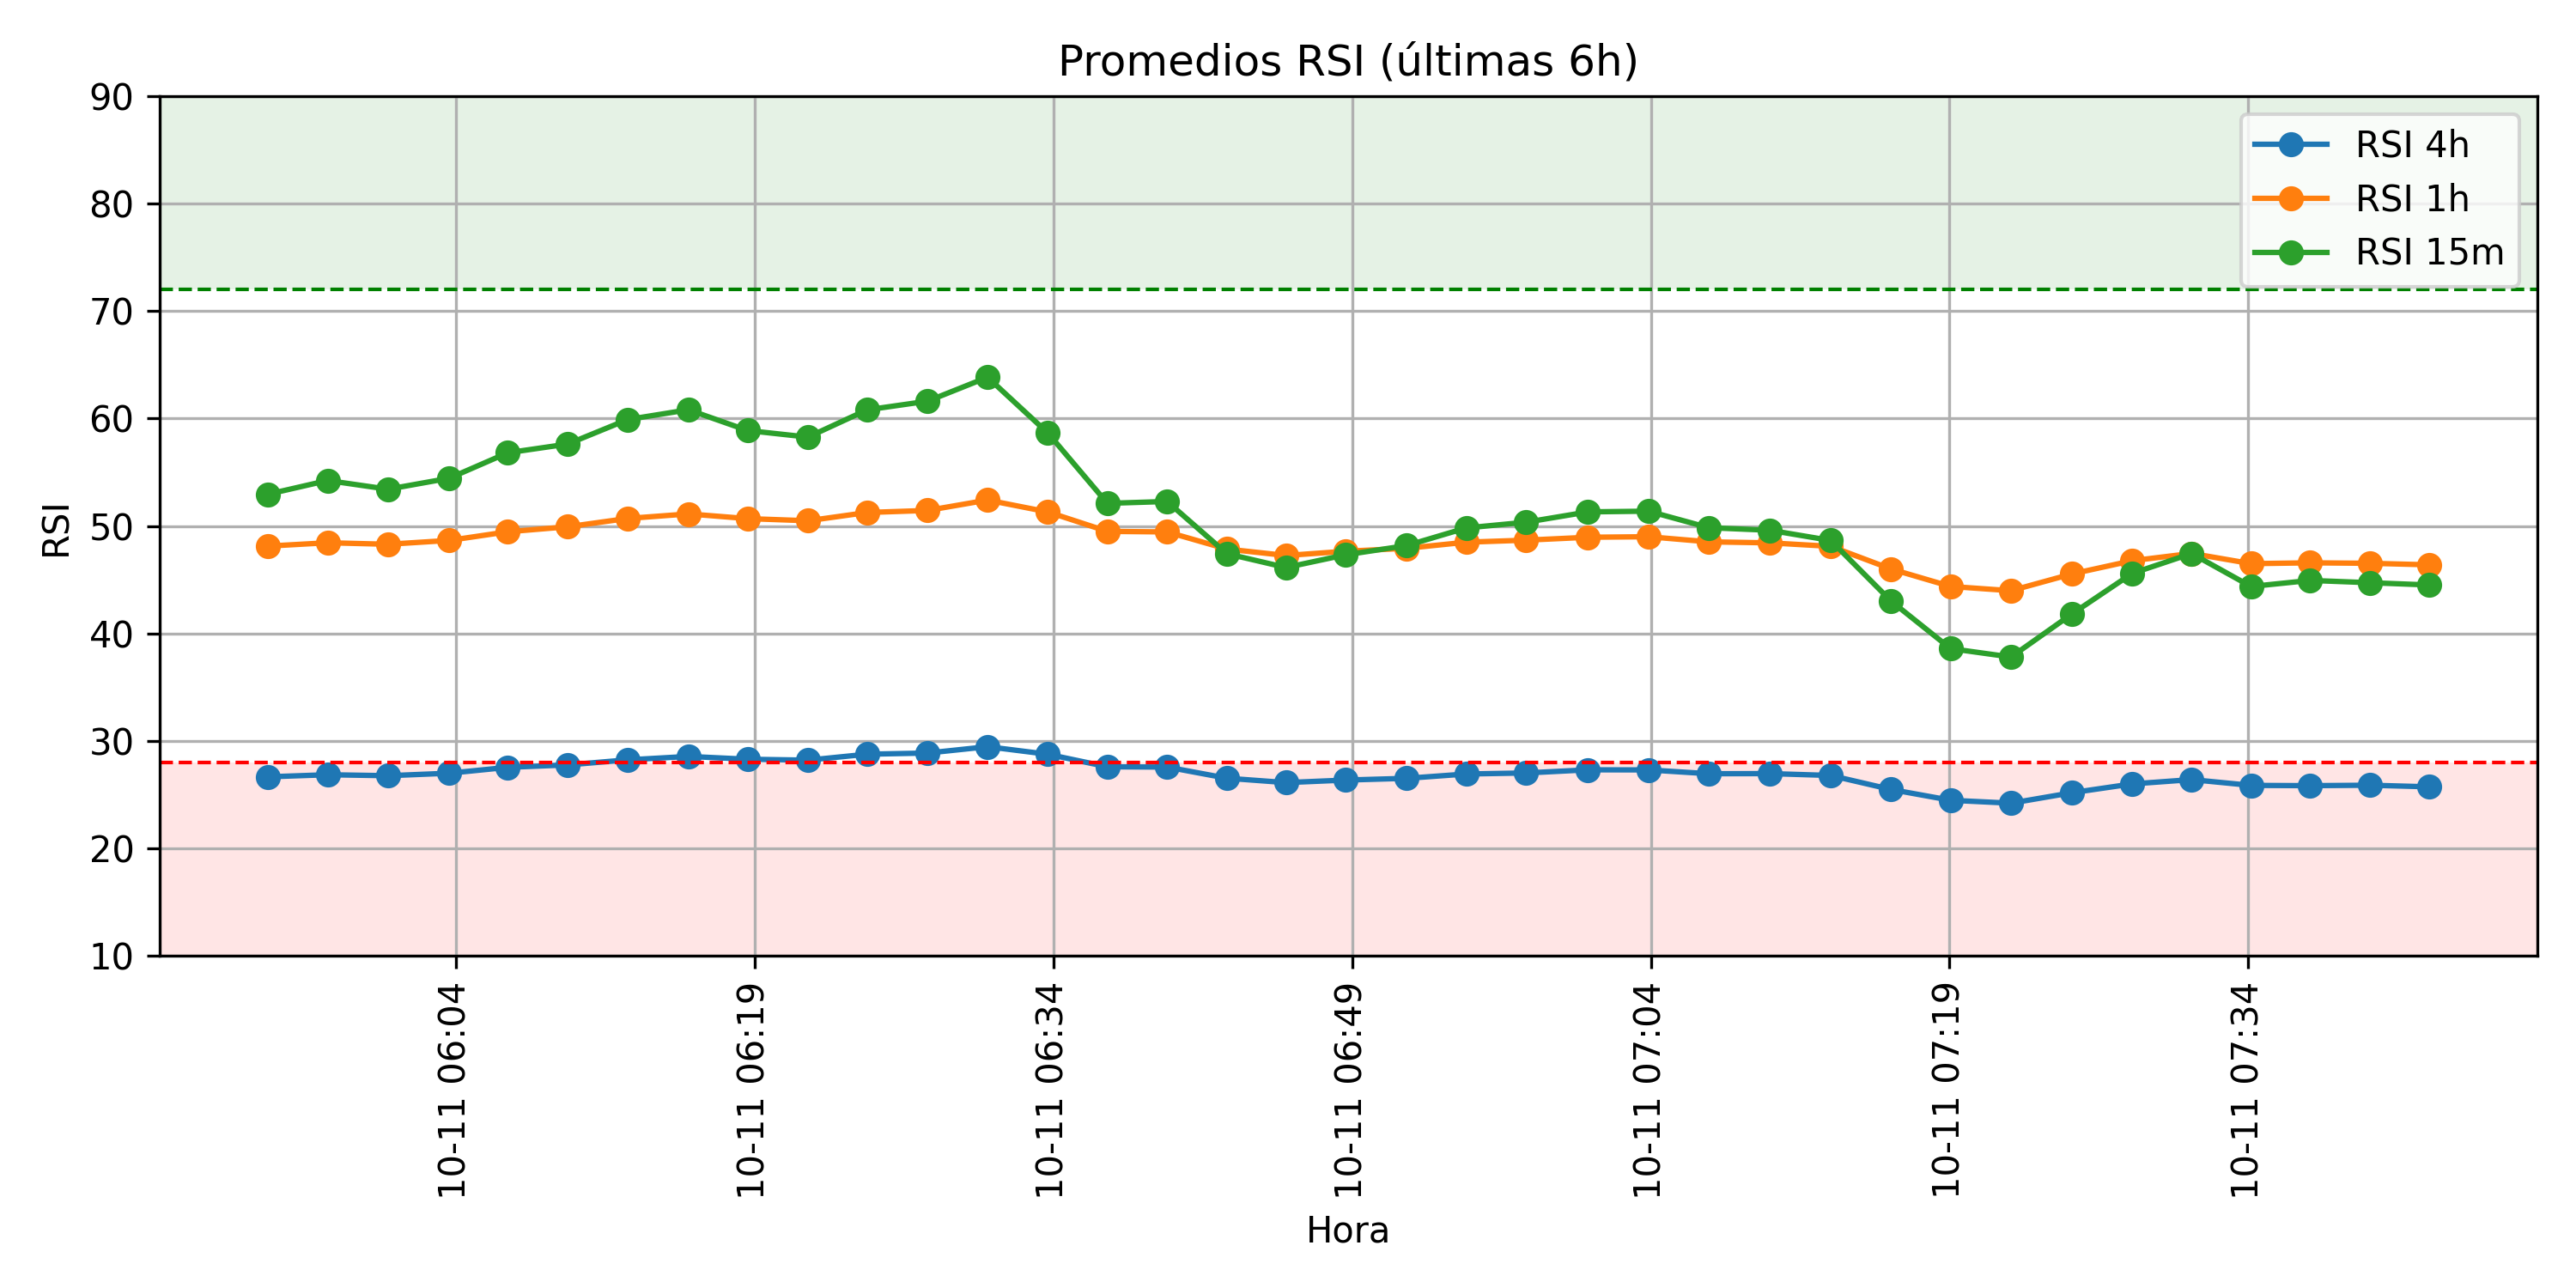 Promedios RSI (últimas 6h)
RSI 4h
RSI 1h
RSI 15m
RSI
90
80
70
60
50
40
30
20
10
10-11 06:04
10-11 06:19
10-11 06:34
10-11 06:49
10-11 07:04
10-11 07:19
10-11 07:34
Hora